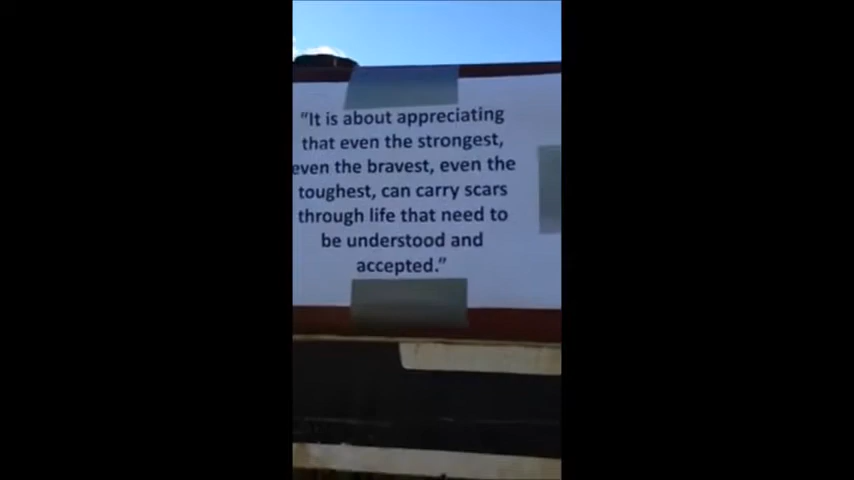 “It is about appreciating
that even the strongest,
even the bravest, even the
toughest, can carry scars
through life that need to
be understood and
accepted.”